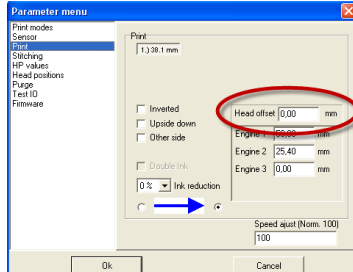 Parameter menu
Print modes
Sensor
Print
Stitching
HP values
Head positions
Purge
Test IO
Firmware
Print
1.) 38.1 mm
Inverted
Upside down
Other side
Double ink
0 % Ink reduction
Head offset 0,00 mm
Engine 1 50,80 mm
Engine 2 25,40 mm
Engine 3 0,00 mm
Speed ajust (Norm. 100)
100
Ok
Cancel